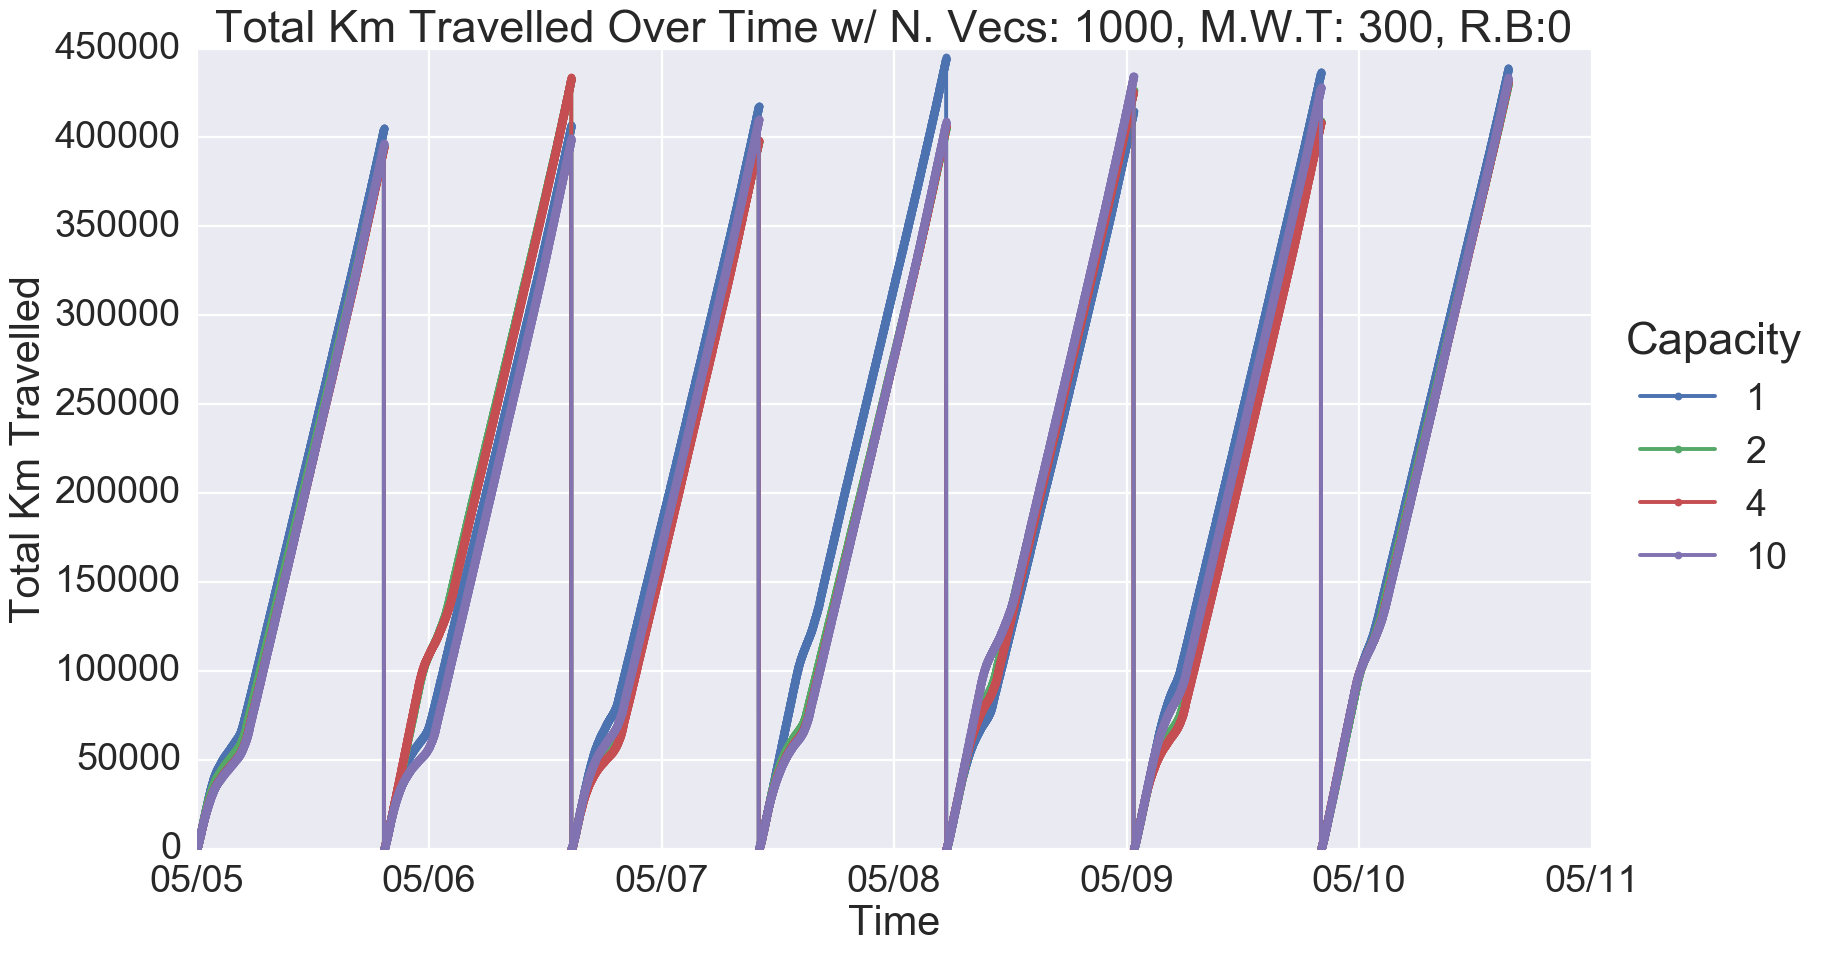 Total Km Travelled Over Time w/ N. Vecs: 1000, M.W.T: 300, R.B:0
450000
400000
350000
300000
250000
200000
150000
100000
50000
0
Total Km Travelled
05/05 05/06 05/07 05/08 05/09 05/10 05/11
Time
Capacity
1
2
4
10